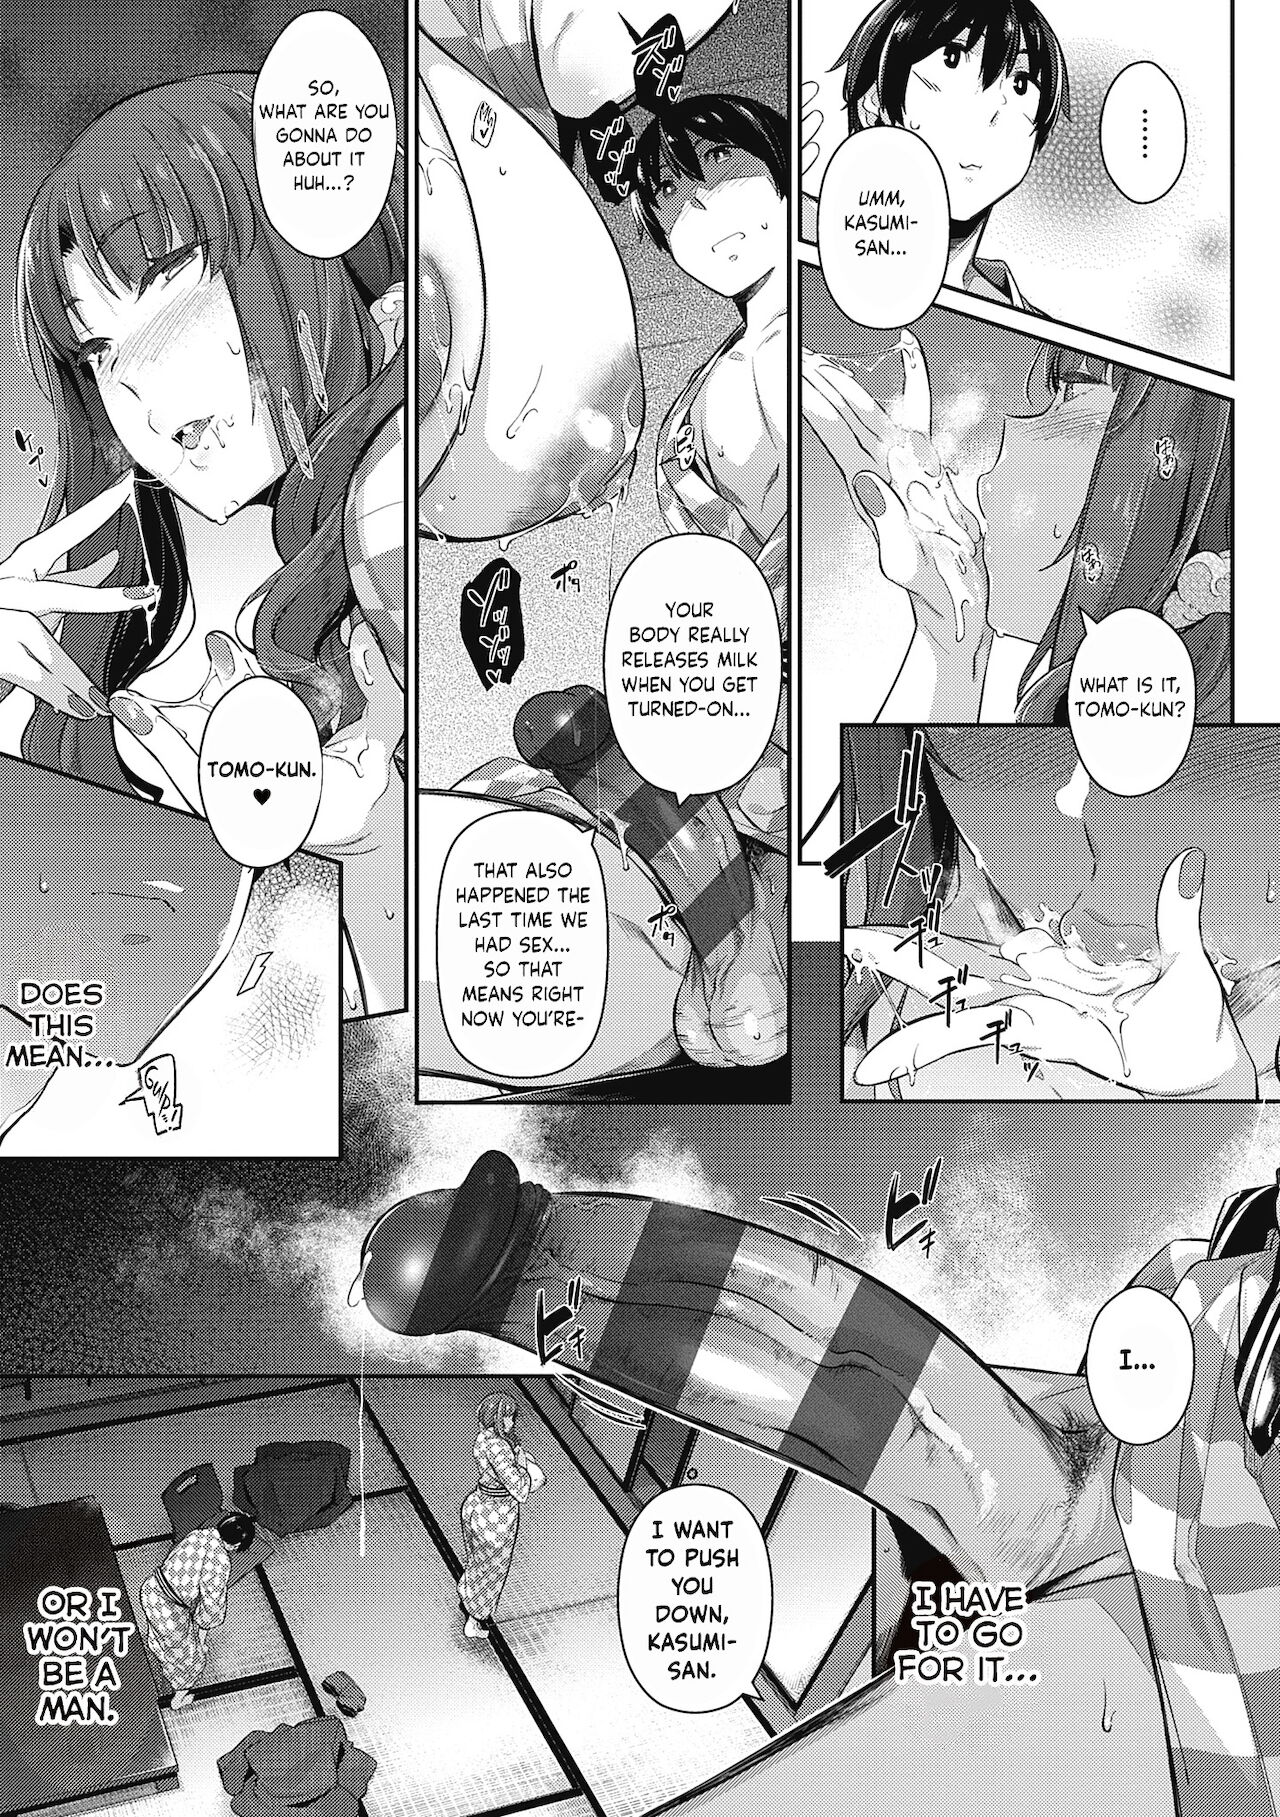 ......
UMM,
KASUMI-
SAN...
WHAT IS IT,
TOMO-KUN?
YOUR
BODY REALLY
RELEASES MILK
WHEN YOU GET
TURNED-ON...
THAT ALSO
HAPPENED THE
LAST TIME WE
HAD SEX...
SO THAT
MEANS RIGHT
NOW YOU'RE-
SO,
WHAT ARE YOU
GONNA DO
ABOUT IT
HUH...?
TOMO-KUN.
♥
DOES
THIS
MEAN...
GULP...!
I...
I HAVE
TO GO
FOR IT...
I WANT
TO PUSH
YOU
DOWN,
KASUMI-
SAN.
OR I
WON'T
BE A
MAN.